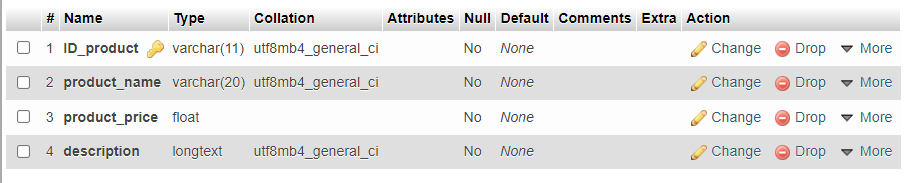 # Name Type Collation Attributes Null Default Comments Extra Action
1 ID_product varchar(11) utf8mb4_general_ci No None Change Drop More
2 product_name varchar(20) utf8mb4_general_ci No None Change Drop More
3 product_price float No None Change Drop More
4 description longtext utf8mb4_general_ci No None Change Drop More